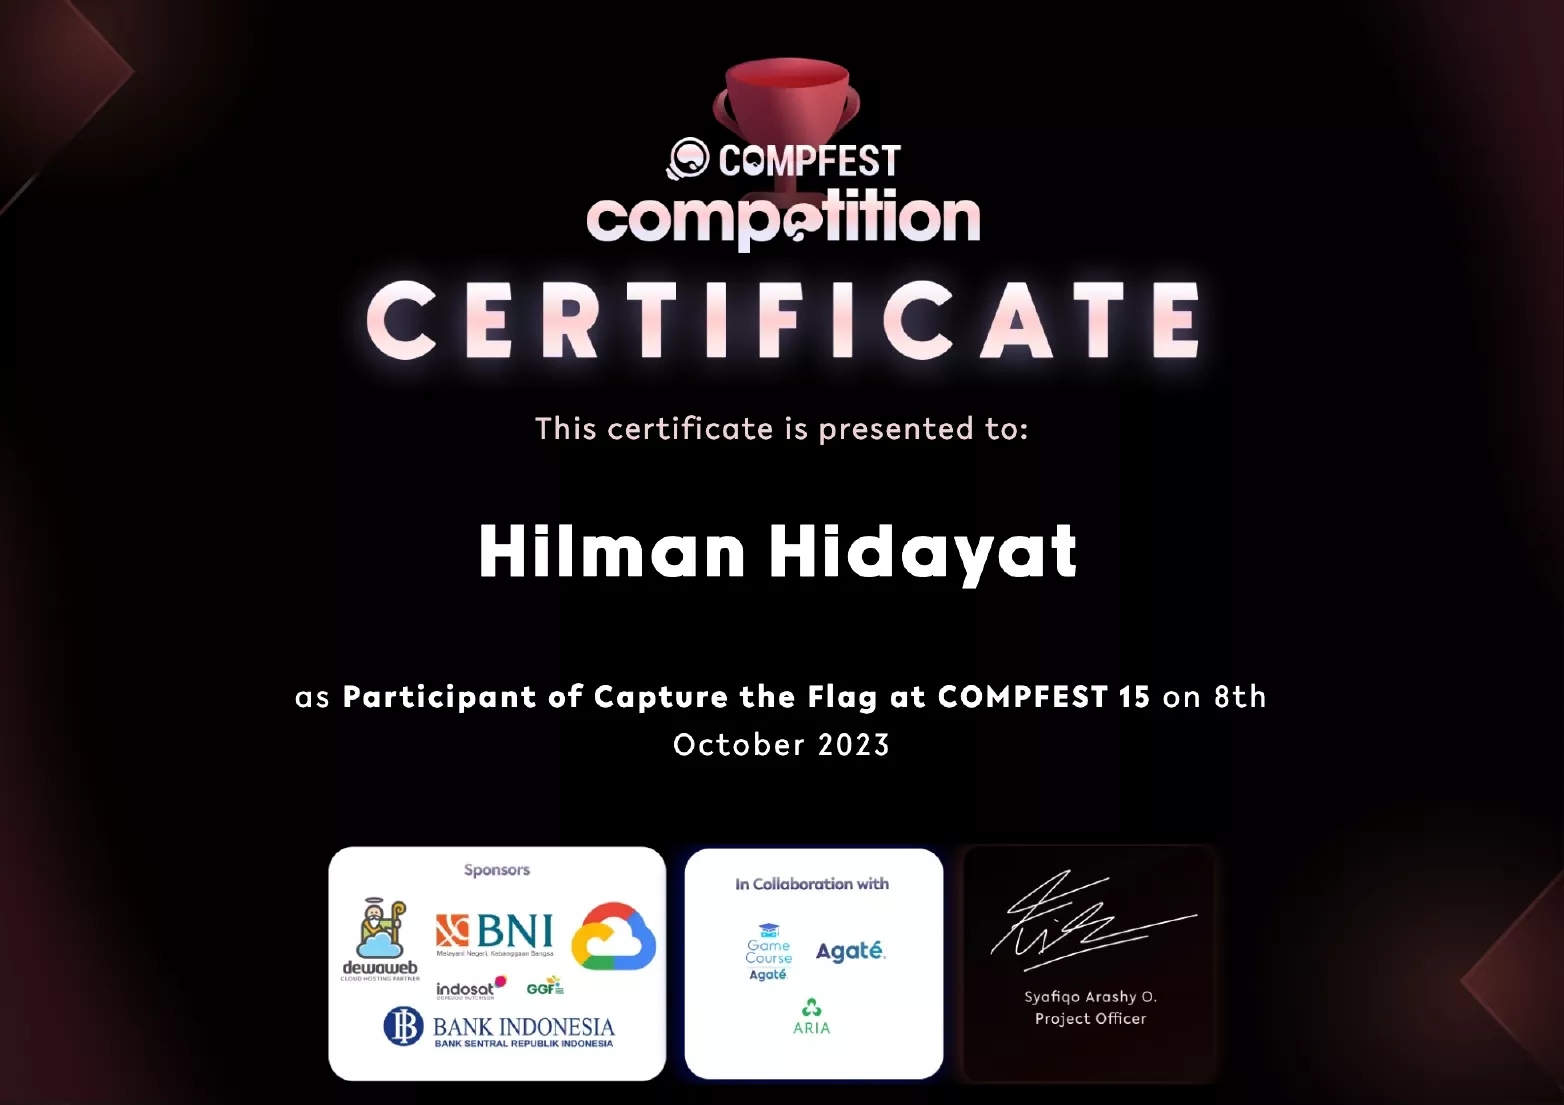 COMPFEST
competition
CERTIFICATE
This certificate is presented to:
Hilman Hidayat
as Participant of Capture the Flag at COMPFEST 15 on 8th
October 2023
Sponsors
dewaweb
CLOUD HOSTING PARTNER
BNI
Melayani Negeri, Kebanggaan Bangsa
indosat
OOREDOO HUTCHISON
GGF
BANK INDONESIA
BANK SENTRAL REPUBLIK INDONESIA
In Collaboration with
Game
Course
Agaté
Agaté
ARIA
Syafiqo Arashy O.
Project Officer